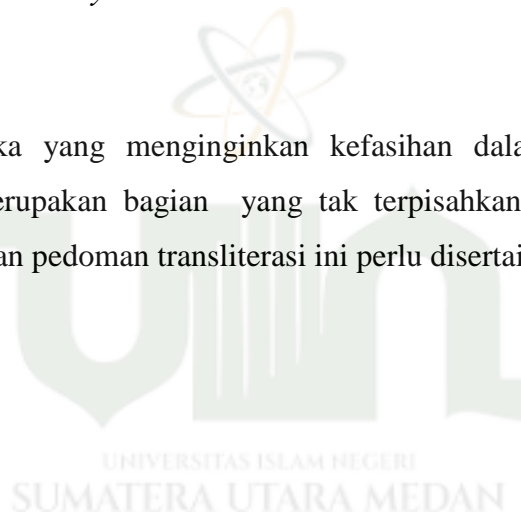 ka yang menginginkan kefasihan dala
erupakan bagian yang tak terpisahkan
an pedoman transliterasi ini perlu disertai
UNIVERSITAS ISLAM NEGERI
SUMATERA UTARA MEDAN